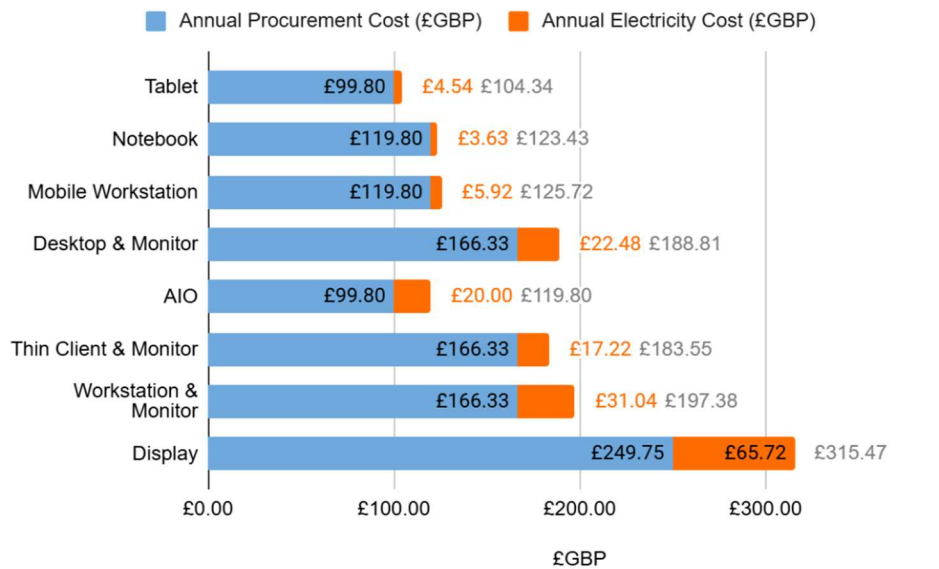 Annual Procurement Cost (£GBP) Annual Electricity Cost (£GBP)
Tablet £99.80 £4.54 £104.34
Notebook £119.80 £3.63 £123.43
Mobile Workstation £119.80 £5.92 £125.72
Desktop & Monitor £166.33 £22.48 £188.81
AIO £99.80 £20.00 £119.80
Thin Client & Monitor £166.33 £17.22 £183.55
Workstation &
Monitor £166.33 £31.04 £197.38
Display £249.75 £65.72 £315.47
£0.00 £100.00 £200.00 £300.00
£GBP